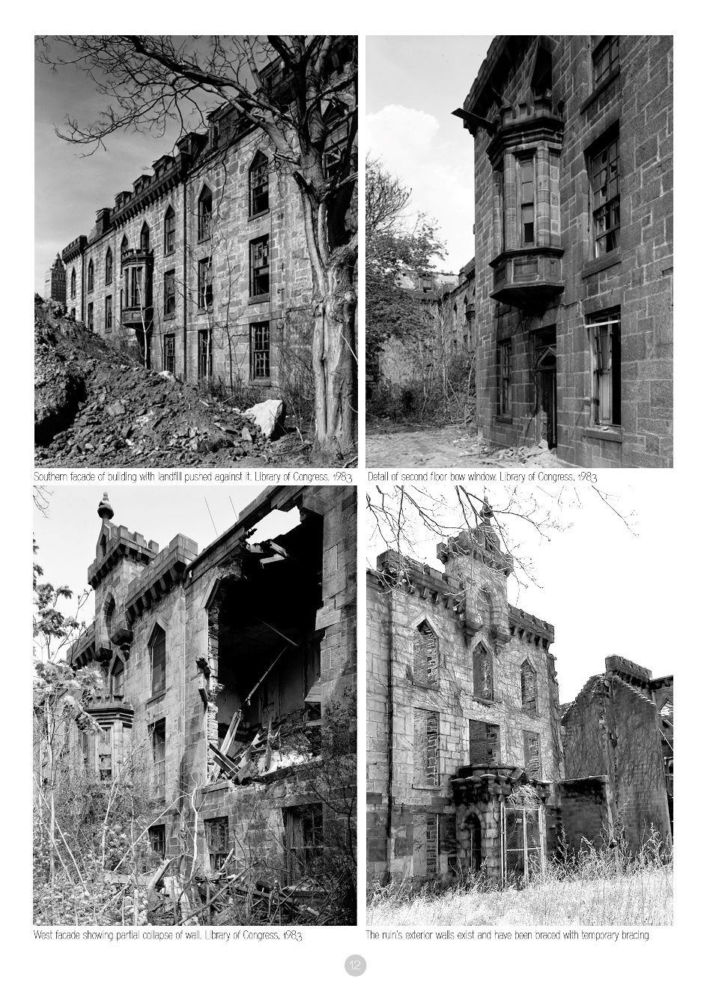 Southern facade of building with landfill pushed against it. Library of Congress, 1983
Detail of second floor bow window. Library of Congress, 1983
West facade showing partial collapse of wall. Library of Congress, 1983
The ruin's exterior walls exist and have been braced with temporary bracing
12